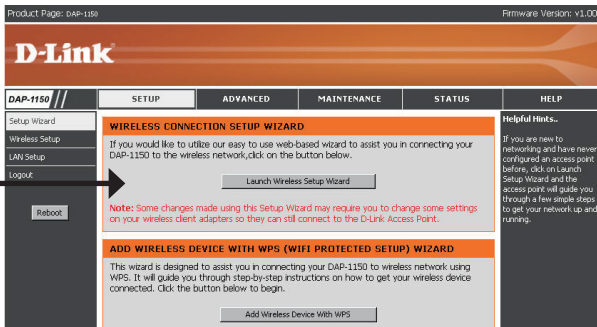 Product Page: DAP-1150
Firmware Version: v1.00
D-Link
DAP-1150
SETUP
ADVANCED
MAINTENANCE
STATUS
HELP
Setup Wizard
Wireless Setup
LAN Setup
Logout
Reboot
WIRELESS CONNECTION SETUP WIZARD
If you would like to utilize our easy to use web-based wizard to assist you in connecting your
DAP-1150 to the wireless network,click on the button below.
Launch Wireless Setup Wizard
Note: Some changes made using this Setup Wizard may require you to change some settings
on your wireless client adapters so they can still connect to the D-Link Access Point.
ADD WIRELESS DEVICE WITH WPS (WIFI PROTECTED SETUP) WIZARD
This wizard is designed to assist you in connecting your DAP-1150 to wireless network using
WPS. It will guide you through step-by-step instructions on how to get your wireless device
connected. Click the button below to begin.
Add Wireless Device With WPS
Helpful Hints..
If you are new to
networking and have never
configured an access point
before, click on Launch
Setup Wizard and the
access point will guide you
through a few simple steps
to get your network up and
running.